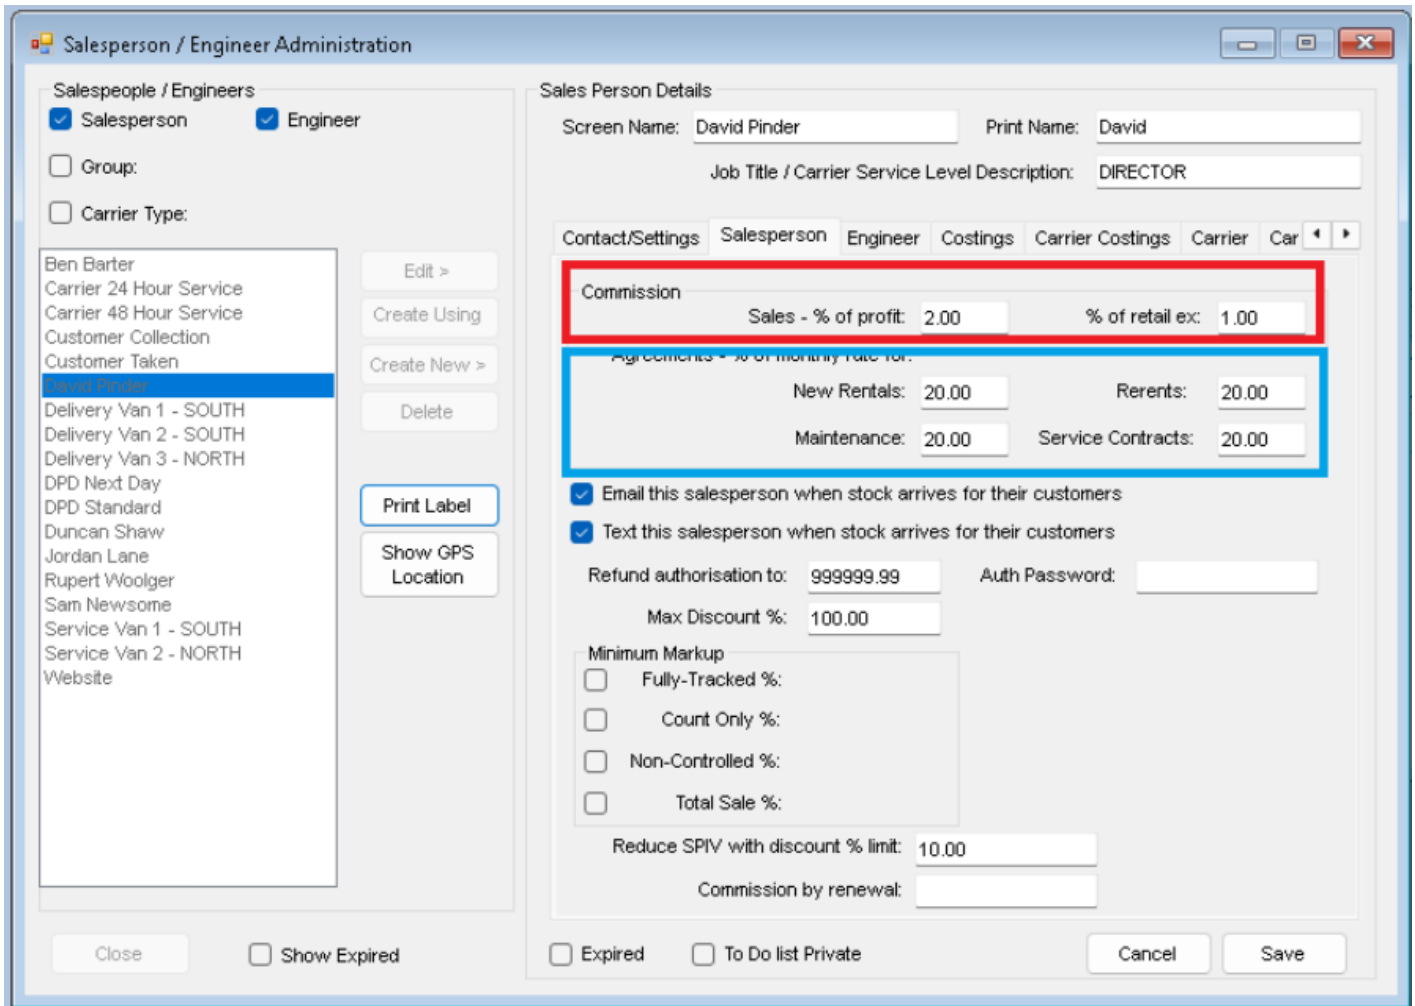 Salesperson / Engineer Administration
Salespeople / Engineers
Salesperson
Engineer
Group:
Carrier Type:
Ben Barter
Carrier 24 Hour Service
Carrier 48 Hour Service
Customer Collection
Customer Taken
David Pinder
Delivery Van 1 - SOUTH
Delivery Van 2 - SOUTH
Delivery Van 3 - NORTH
DPD Next Day
DPD Standard
Duncan Shaw
Jordan Lane
Rupert Woolger
Sam Newsome
Service Van 1 - SOUTH
Service Van 2 - NORTH
Website
Edit >
Create Using
Create New >
Delete
Print Label
Show GPS
Location
Close
Show Expired
Sales Person Details
Screen Name: David Pinder Print Name: David
Job Title / Carrier Service Level Description: DIRECTOR
Contact/Settings Salesperson Engineer Costings Carrier Costings Carrier Car
Commission
Sales - % of profit: 2.00 % of retail ex: 1.00
Agreements - % of monthly rate for:
New Rentals: 20.00 Rerents: 20.00
Maintenance: 20.00 Service Contracts: 20.00
Email this salesperson when stock arrives for their customers
Text this salesperson when stock arrives for their customers
Refund authorisation to: 999999.99 Auth Password:
Max Discount %: 100.00
Minimum Markup
Fully-Tracked %:
Count Only %:
Non-Controlled %:
Total Sale %:
Reduce SPIV with discount % limit: 10.00
Commission by renewal:
Expired To Do list Private Cancel Save